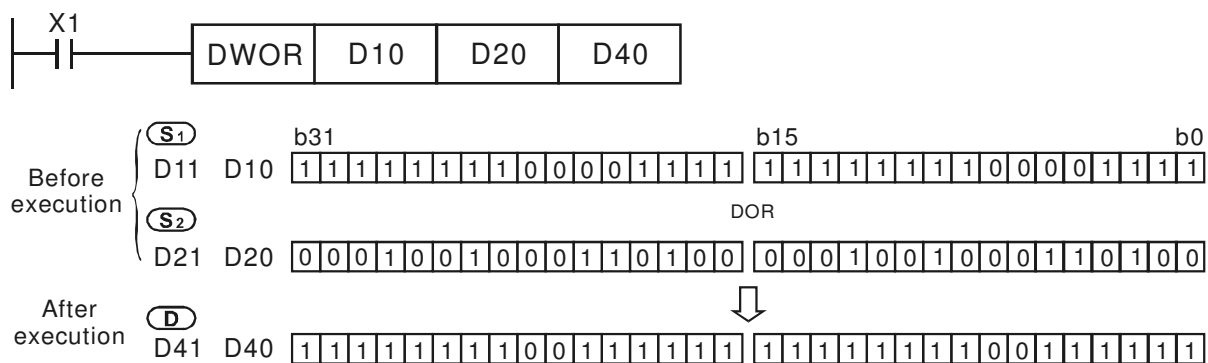 X1
DWOR D10 D20 D40
S1 b31 b15 b0
D11 D10 1 1 1 1 1 1 1 1 0 0 0 0 1 1 1 1 1 1 1 1 1 1 1 1 0 0 0 0 1 1 1 1
Before
execution
S2 DOR
D21 D20 0 0 0 1 0 0 1 0 0 0 1 1 0 1 0 0 0 0 0 1 0 0 1 0 0 0 1 1 0 1 0 0
After
execution
D
D41 D40 1 1 1 1 1 1 1 1 0 0 1 1 1 1 1 1 1 1 1 1 1 1 1 1 0 0 1 1 1 1 1 1